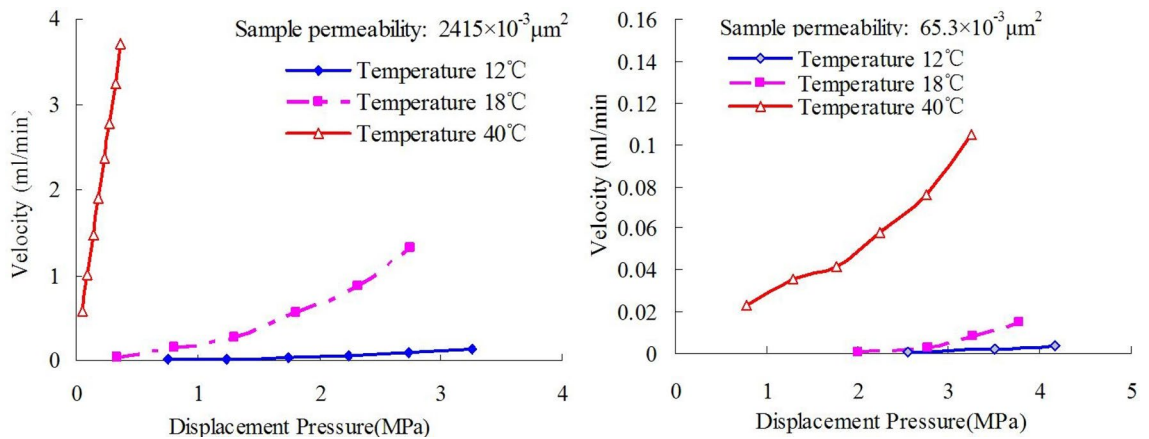 Sample permeability: 2415×10⁻³μm²
Temperature 12℃
Temperature 18℃
Temperature 40℃
Velocity (ml/min)
4
3
2
1
0
0
1
2
3
4
Displacement Pressure(MPa)
Sample permeability: 65.3×10⁻³μm²
Temperature 12℃
Temperature 18℃
Temperature 40℃
Velocity (ml/min)
0.16
0.14
0.12
0.1
0.08
0.06
0.04
0.02
0
0
1
2
3
4
5
Displacement Pressure(MPa)